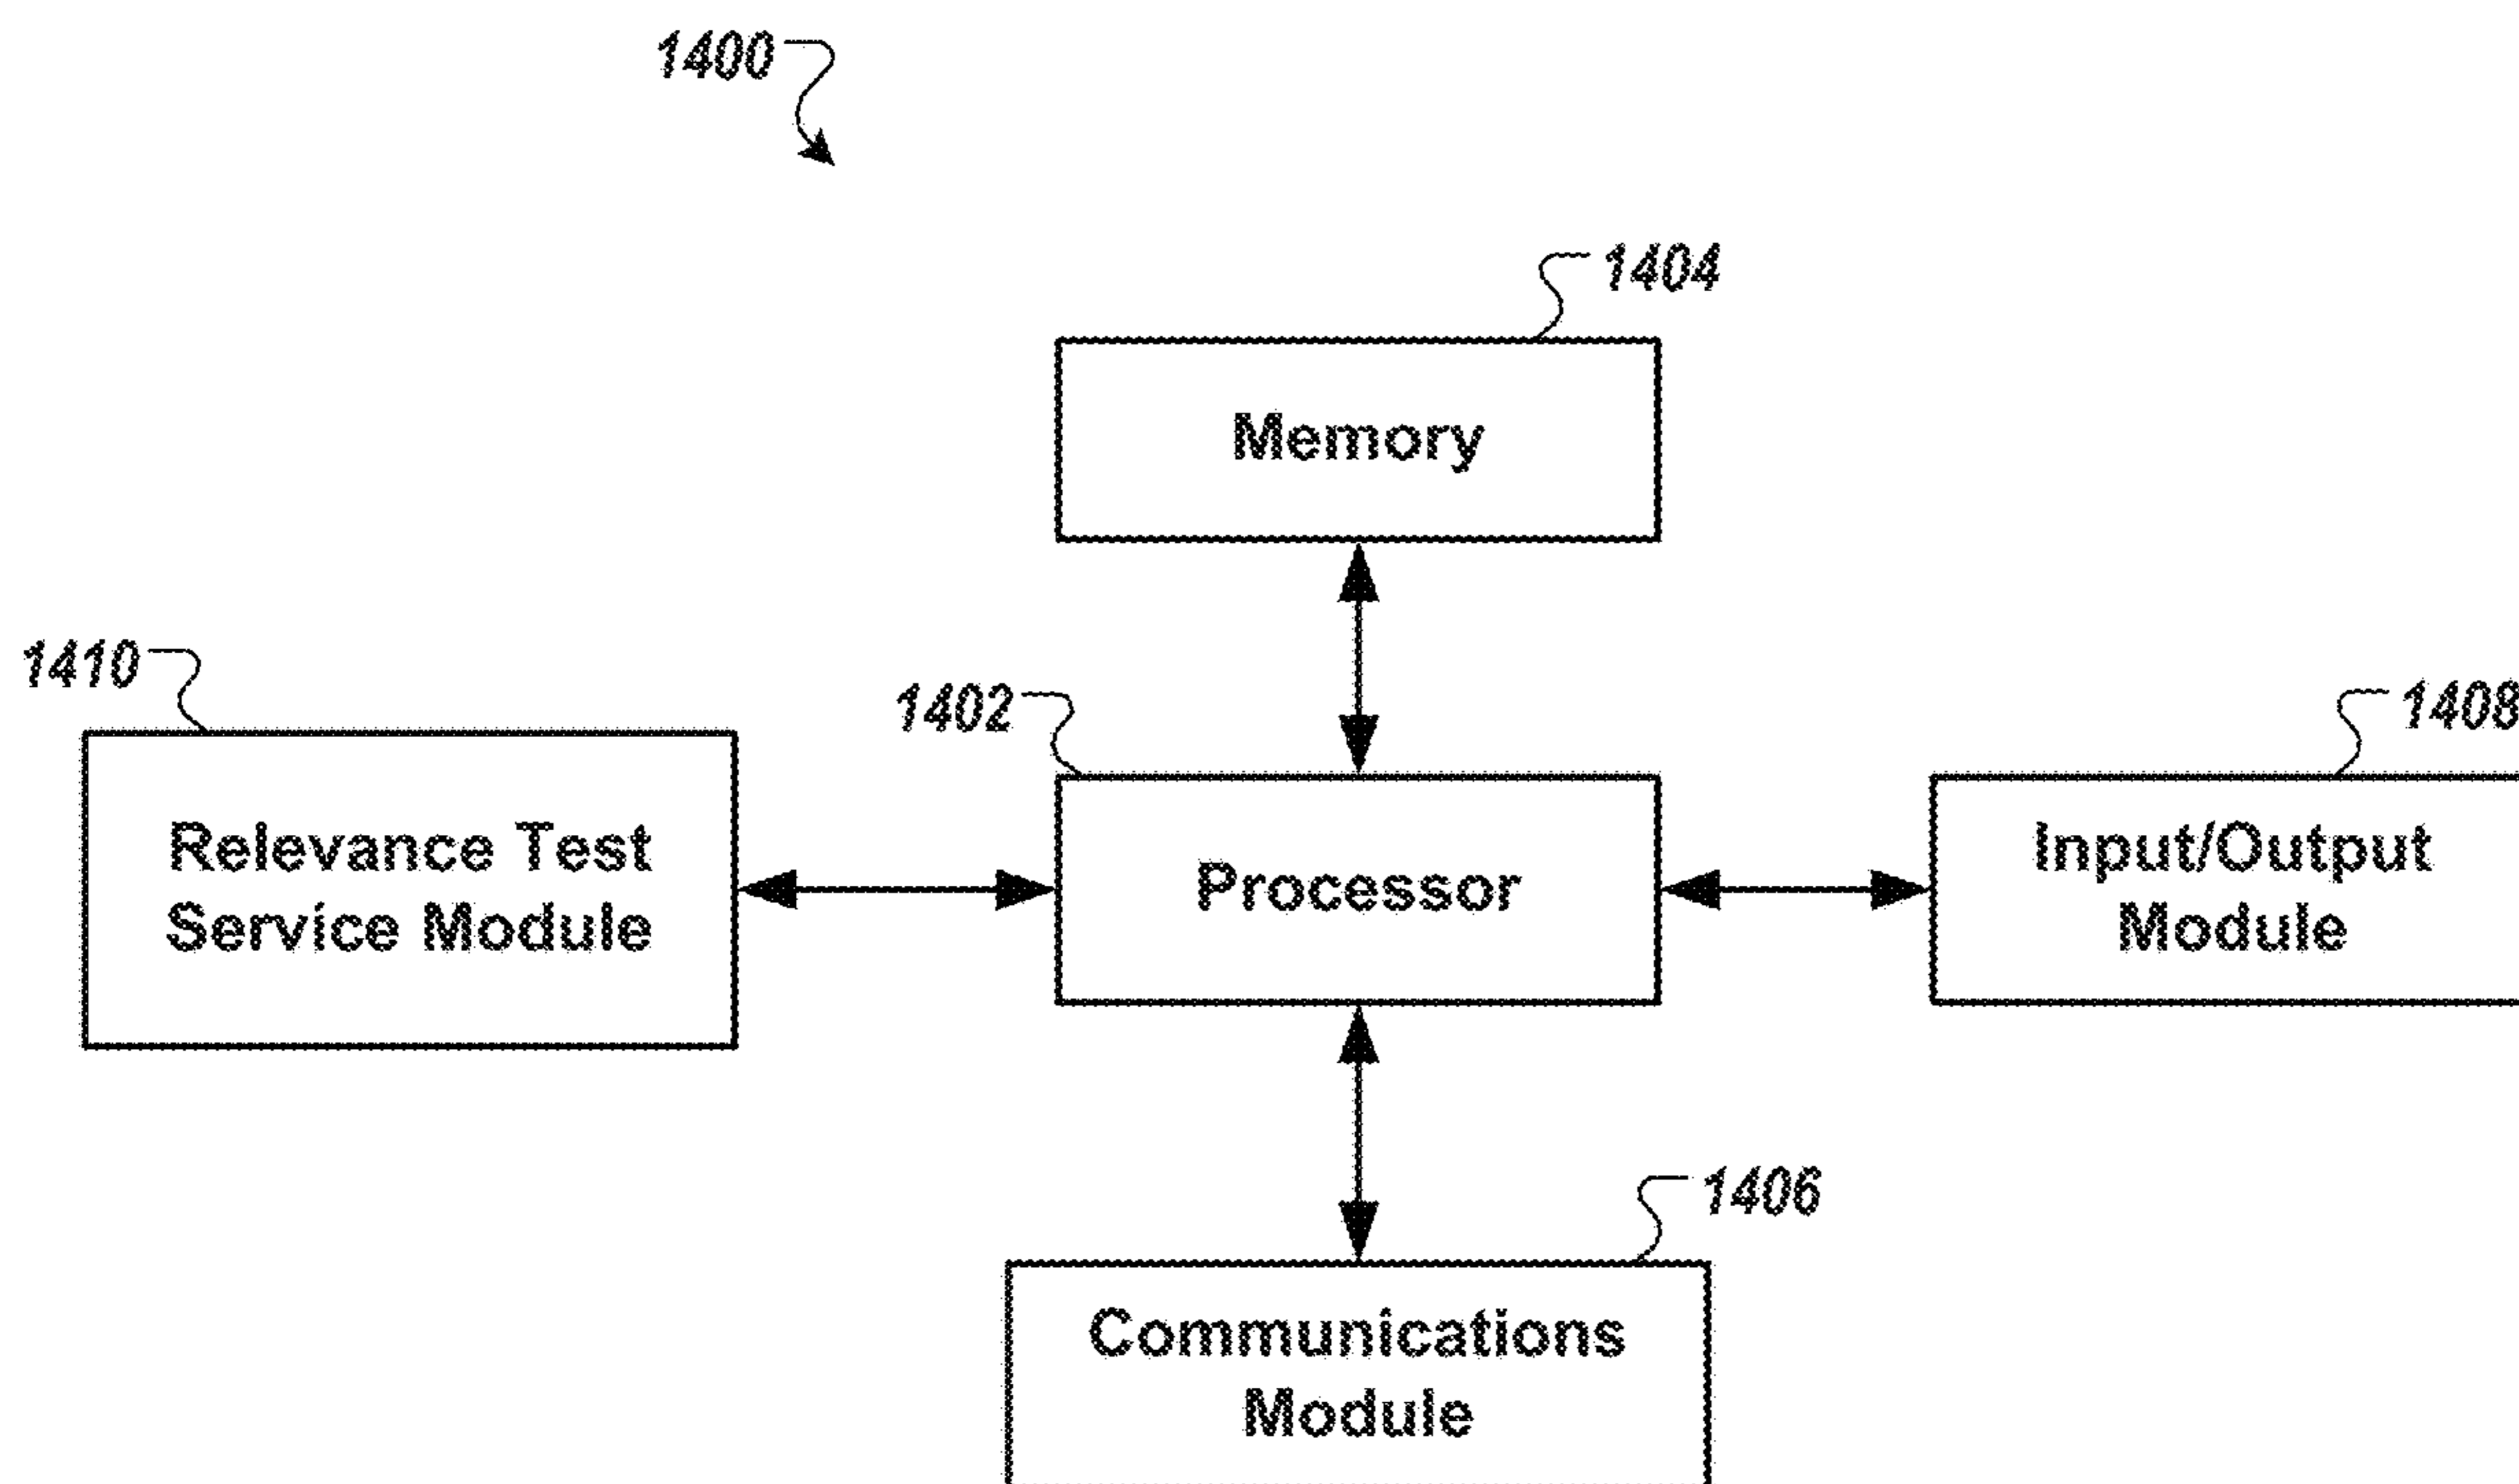 1400
1404
Memory
1410
1402
1408
Relevance Test
Service Module
Processor
Input/Output
Module
1406
Communications
Module